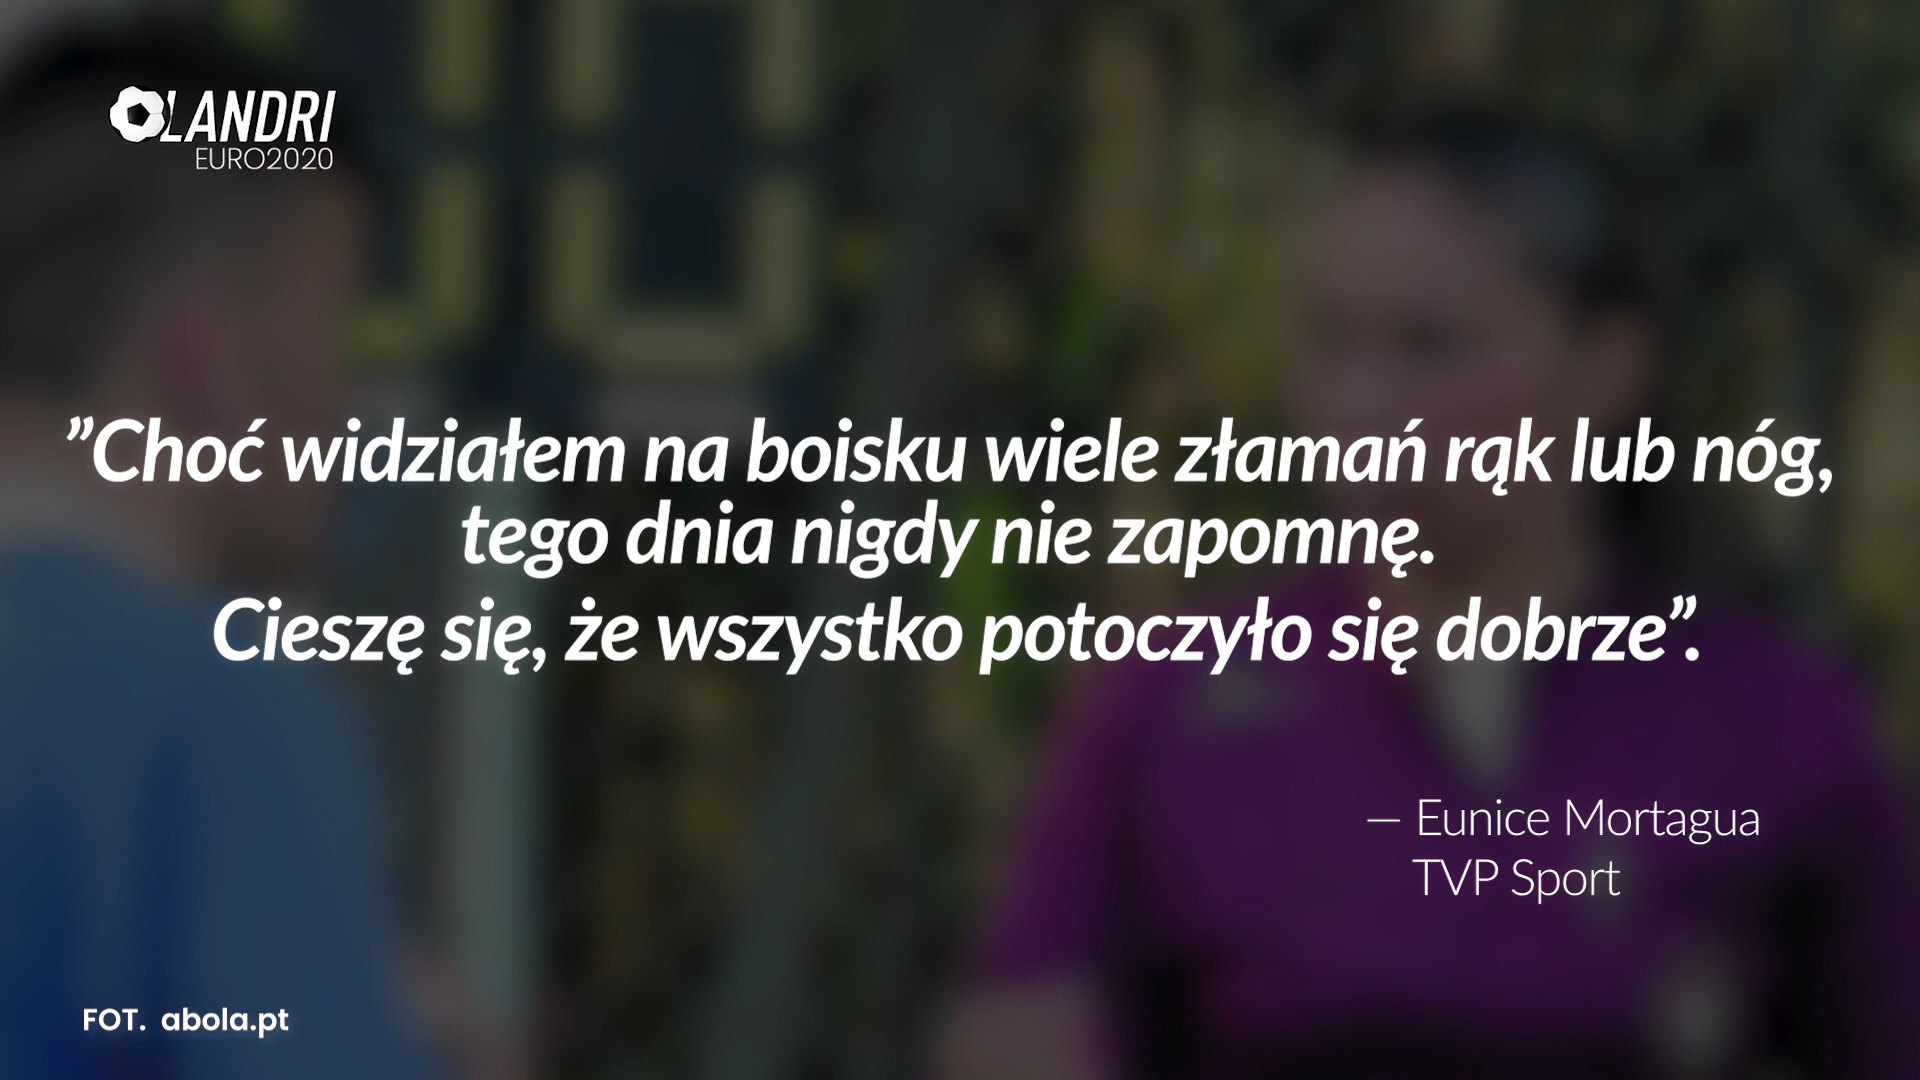 OLANDRI
EURO2020
”Choć widziałem na boisku wiele złamań rąk lub nóg,
tego dnia nigdy nie zapomnę.
Cieszę się, że wszystko potoczyło się dobrze”.
— Eunice Mortagua
TVP Sport
FOT. abola.pt